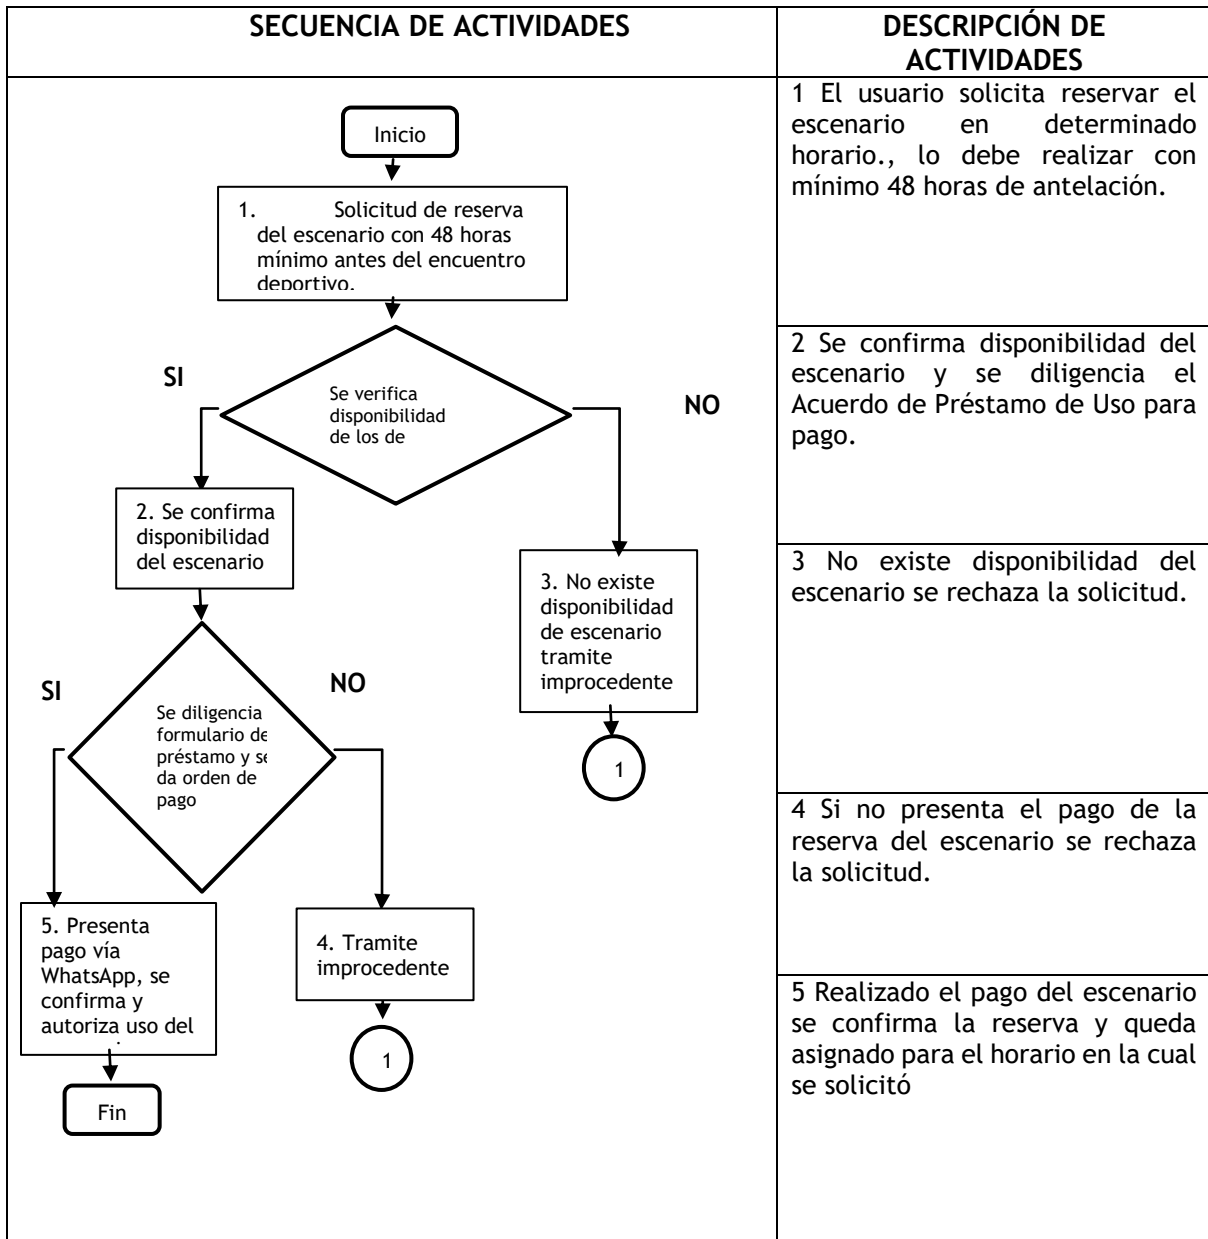 SECUENCIA DE ACTIVIDADES
DESCRIPCIÓN DE
ACTIVIDADES
Inicio
1. Solicitud de reserva
del escenario con 48 horas
mínimo antes del encuentro
deportivo.
SI
Se verifica
disponibilidad
de los de
NO
2. Se confirma
disponibilidad
del escenario
3. No existe
disponibilidad
de escenario
tramite
improcedente
1
SI
NO
Se diligencia
formulario de
préstamo y se
da orden de
pago
5. Presenta
pago vía
WhatsApp, se
confirma y
autoriza uso del
4. Tramite
improcedente
1
Fin
1 El usuario solicita reservar el
escenario en determinado
horario., lo debe realizar con
mínimo 48 horas de antelación.
2 Se confirma disponibilidad del
escenario y se diligencia el
Acuerdo de Préstamo de Uso para
pago.
3 No existe disponibilidad del
escenario se rechaza la solicitud.
4 Si no presenta el pago de la
reserva del escenario se rechaza
la solicitud.
5 Realizado el pago del escenario
se confirma la reserva y queda
asignado para el horario en la cual
se solicitó